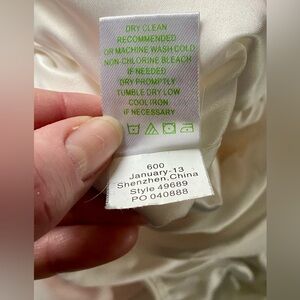 DRY CLEAN
RECOMMENDED
OR MACHINE WASH COLD
NON-CHLORINE BLEACH
IF NEEDED
DRY PROMPTLY
TUMBLE DRY LOW
COOL IRON
IF NECESSARY
600
January-13
Shenzhen,China
Style 49689
PO 040888